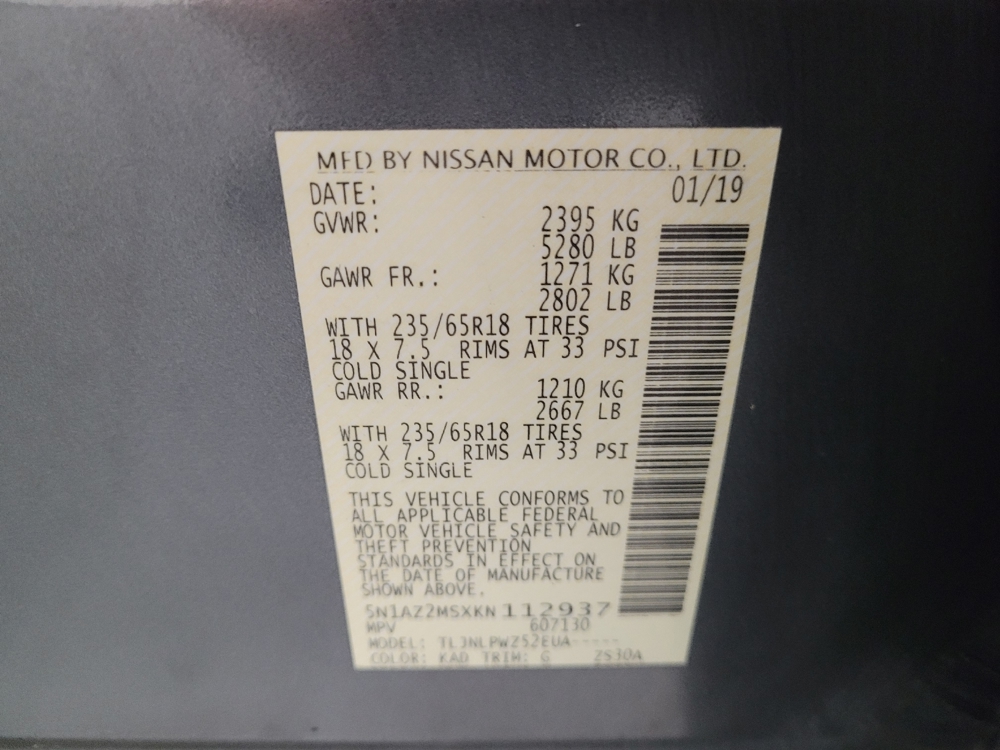 MFD BY NISSAN MOTOR CO., LTD.
DATE: 01/19
GVWR: 2395 KG
5280 LB
GAWR FR.: 1271 KG
2802 LB
WITH 235/65R18 TIRES
18 X 7.5 RIMS AT 33 PSI
COLD SINGLE
GAWR RR.: 1210 KG
2667 LB
WITH 235/65R18 TIRES
18 X 7.5 RIMS AT 33 PSI
COLD SINGLE
THIS VEHICLE CONFORMS TO
ALL APPLICABLE FEDERAL
MOTOR VEHICLE SAFETY AND
THEFT PREVENTION
STANDARDS IN EFFECT ON
THE DATE OF MANUFACTURE
SHOWN ABOVE.
5N1AZ2MSXKN112937
MPV 607130
MODEL: TLJNLPWZ52EUA-----
COLOR: KAD TRIM: G ZS30A